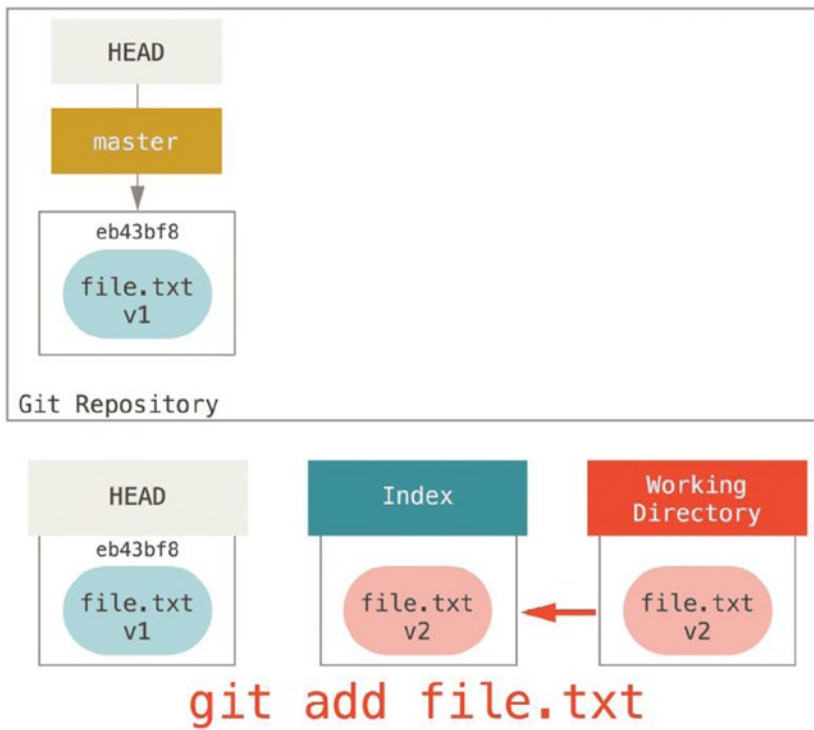 HEAD
master
eb43bf8
file.txt
v1
Git Repository
HEAD
eb43bf8
file.txt
v1
Index
file.txt
v2
Working
Directory
file.txt
v2
git add file.txt